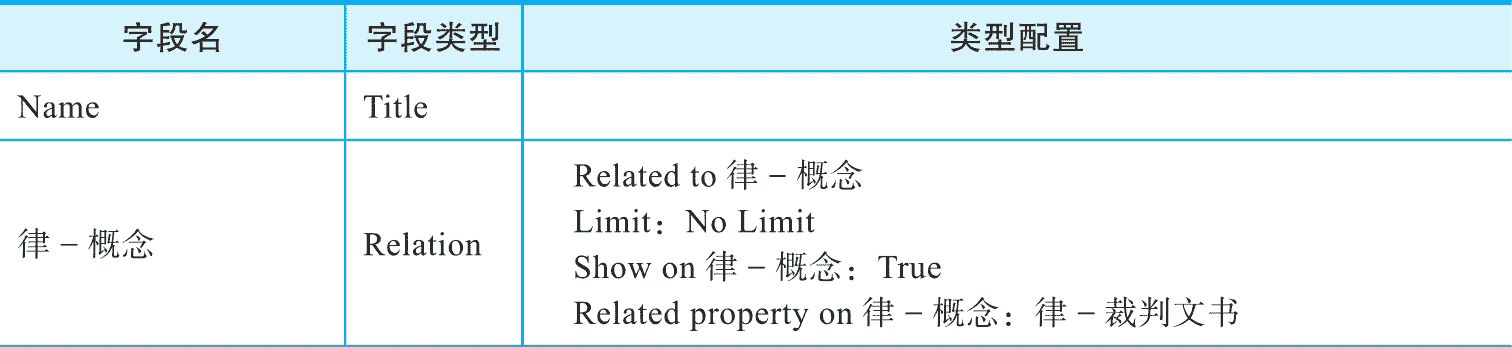 字段名 字段类型 类型配置
Name Title
律－概念 Relation
Related to 律－概念
Limit：No Limit
Show on 律－概念：True
Related property on 律－概念：律－裁判文书